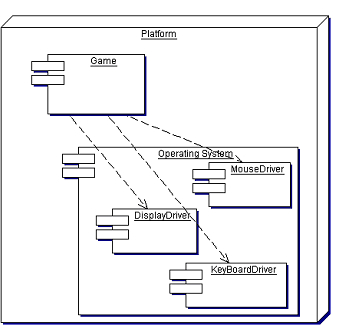 Platform
Game
Operating System
MouseDriver
DisplayDriver
KeyBoardDriver